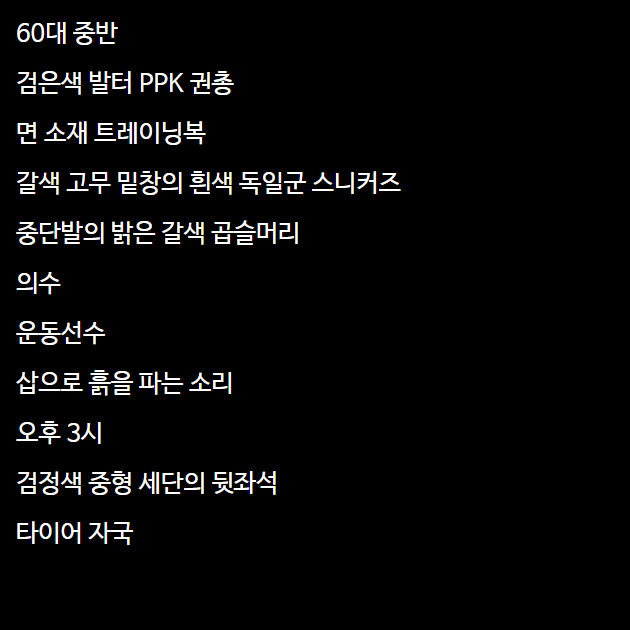 60대 중반
검은색 발터 PPK 권총
면 소재 트레이닝복
갈색 고무 밑창의 흰색 독일군 스니커즈
중단발의 밝은 갈색 곱슬머리
의수
운동선수
삽으로 흙을 파는 소리
오후 3시
검정색 중형 세단의 뒷좌석
타이어 자국